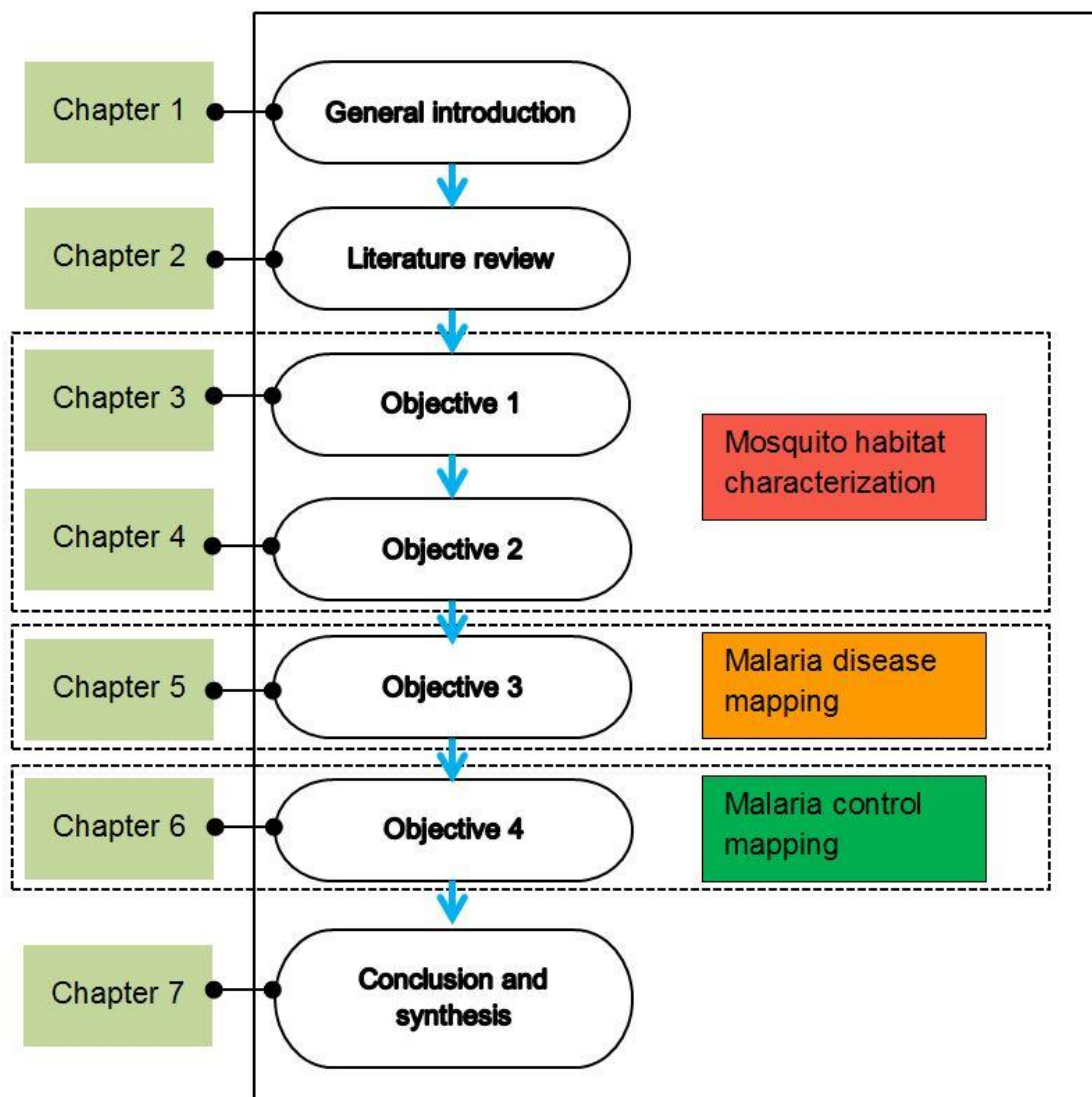 Chapter 1
General introduction
Chapter 2
Literature review
Chapter 3
Objective 1
Mosquito habitat
characterization
Chapter 4
Objective 2
Chapter 5
Objective 3
Malaria disease
mapping
Chapter 6
Objective 4
Malaria control
mapping
Chapter 7
Conclusion and
synthesis